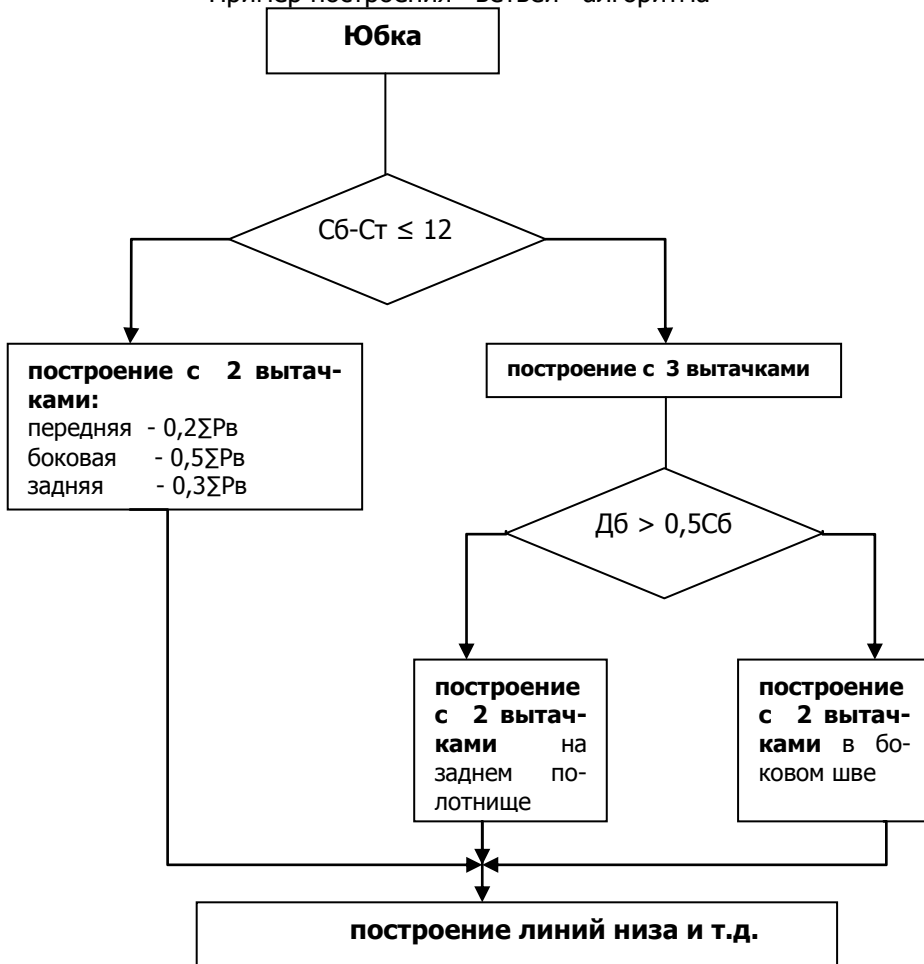 Юбка
Сб-Ст ≤ 12
построение с 2 вытач-
ками:
передняя - 0,2∑Рв
боковая - 0,5∑Рв
задняя - 0,3∑Рв
построение с 3 вытачками
Дб > 0,5Сб
построение
с 2 вытач-
ками на
заднем по-
лотнище
построение
с 2 вытач-
ками в бо-
ковом шве
построение линий низа и т.д.